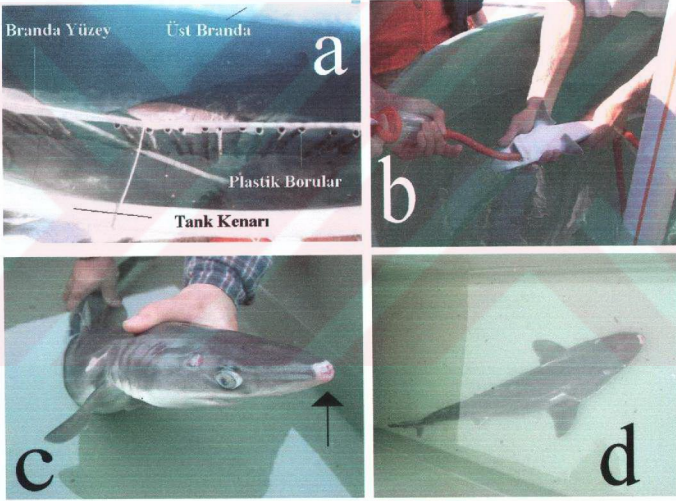 Branda Yüzey
Üst Branda
a
Plastik Borular
Tank Kenarı
b
c
d